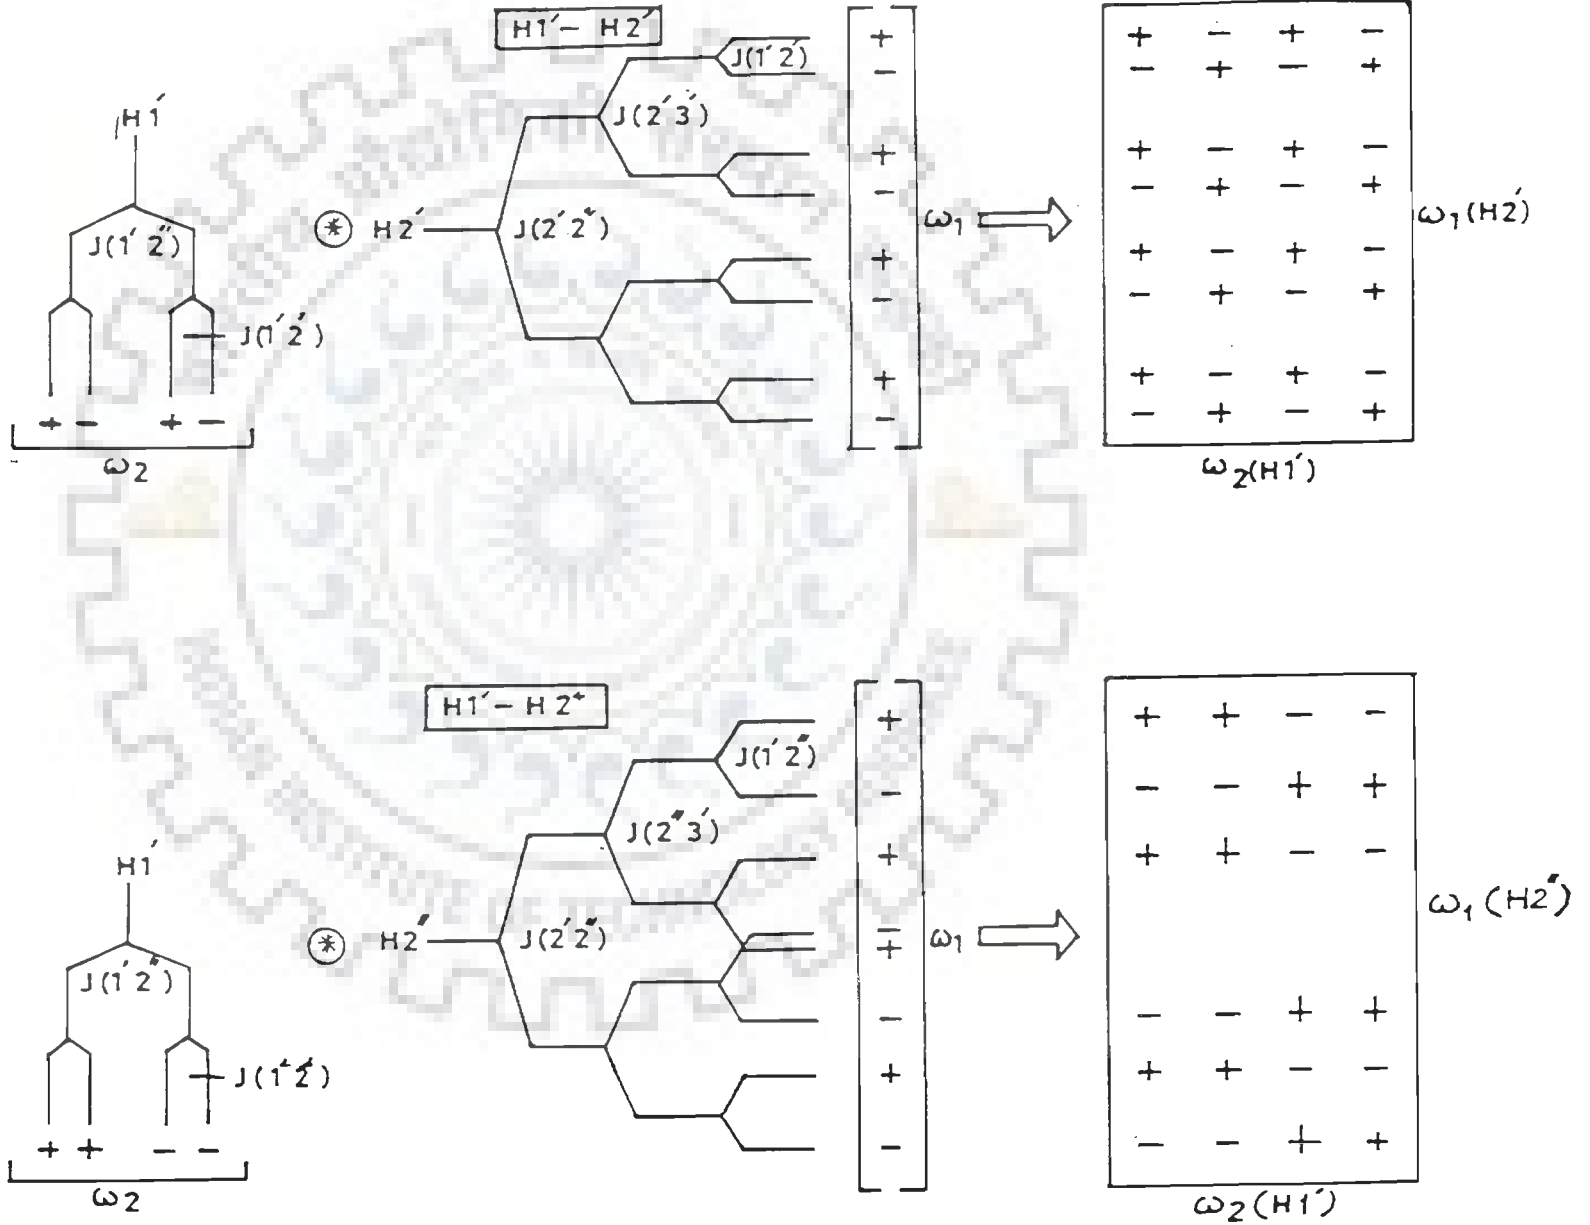 H1′ – H2′
H1′
J(1′2″)
J(1′2′)
+ – + –
ω2
* H2′
J(2′2″)
J(2′3′)
J(1′2′)
+
–
+
–
+
–
+
–
ω1
+ – + –
– + – +
+ – + –
– + – +
+ – + –
– + – +
+ – + –
– + – +
ω1(H2′)
ω2(H1′)
H1′ – H2″
H1′
J(1′2″)
J(1′2′)
+ + – –
ω2
* H2″
J(2′2″)
J(2″3′)
J(1′2″)
+
–
+
–
+
–
+
–
ω1
+ + – –
– – + +
+ + – –
– – + +
+ + – –
– – + +
ω1(H2″)
ω2(H1′)